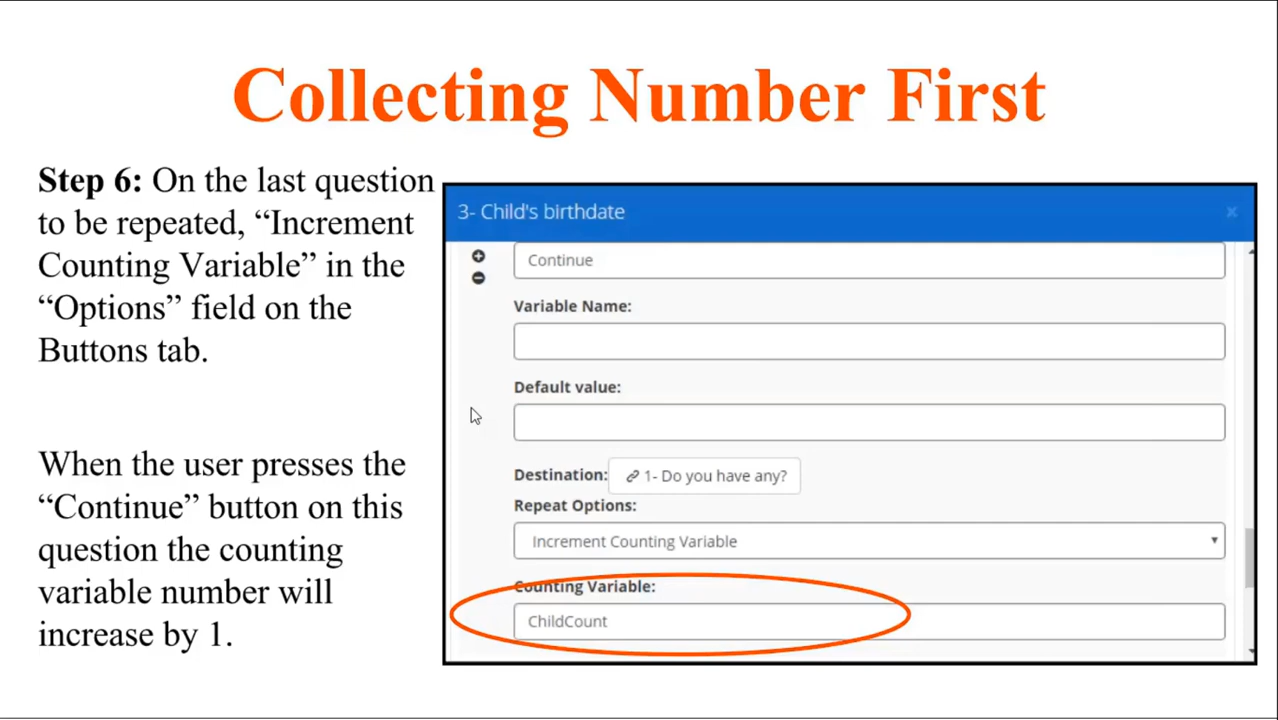 Collecting Number First
Step 6: On the last question
to be repeated, “Increment
Counting Variable” in the
“Options” field on the
Buttons tab.
When the user presses the
“Continue” button on this
question the counting
variable number will
increase by 1.
3- Child's birthdate ×
Continue
Variable Name:
Default value:
Destination: 1- Do you have any?
Repeat Options:
Increment Counting Variable
Counting Variable:
ChildCount